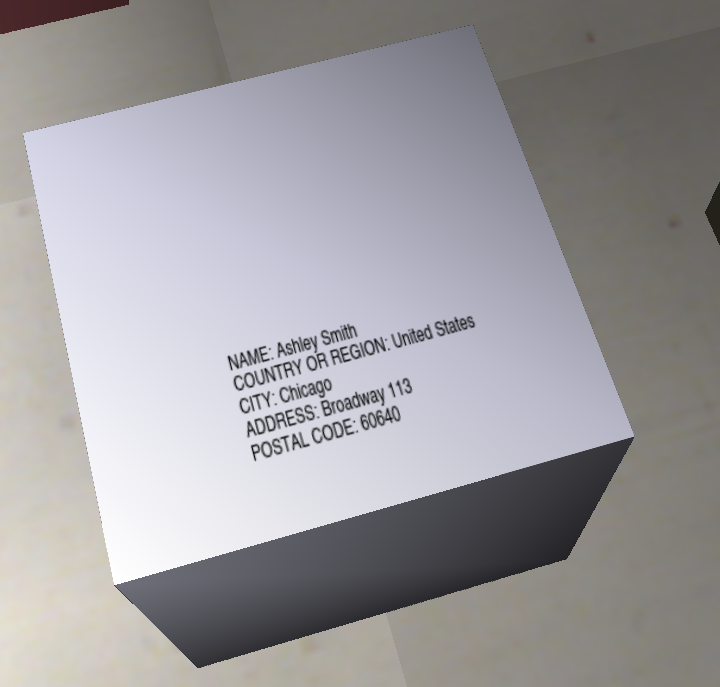 NAME: Ashley Smith
COUNTRY OR REGION: United States
CITY: Chicago
ADDRESS: Broadway 113
POSTAL CODE: 60640